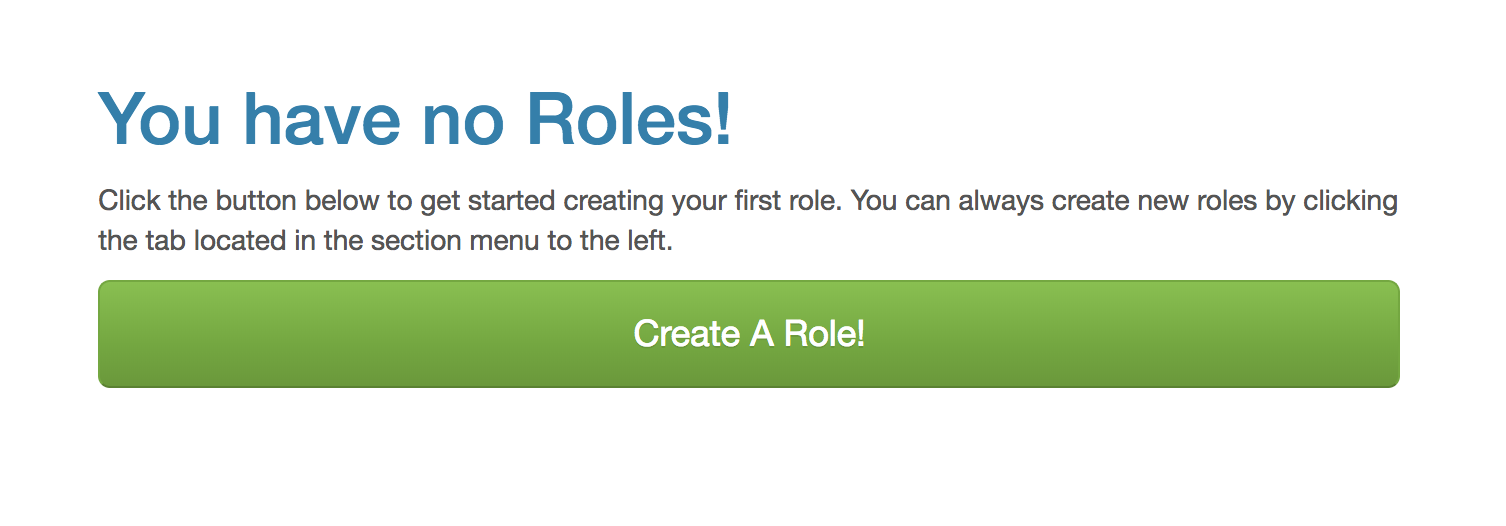 You have no Roles!
Click the button below to get started creating your first role. You can always create new roles by clicking
the tab located in the section menu to the left.
Create A Role!